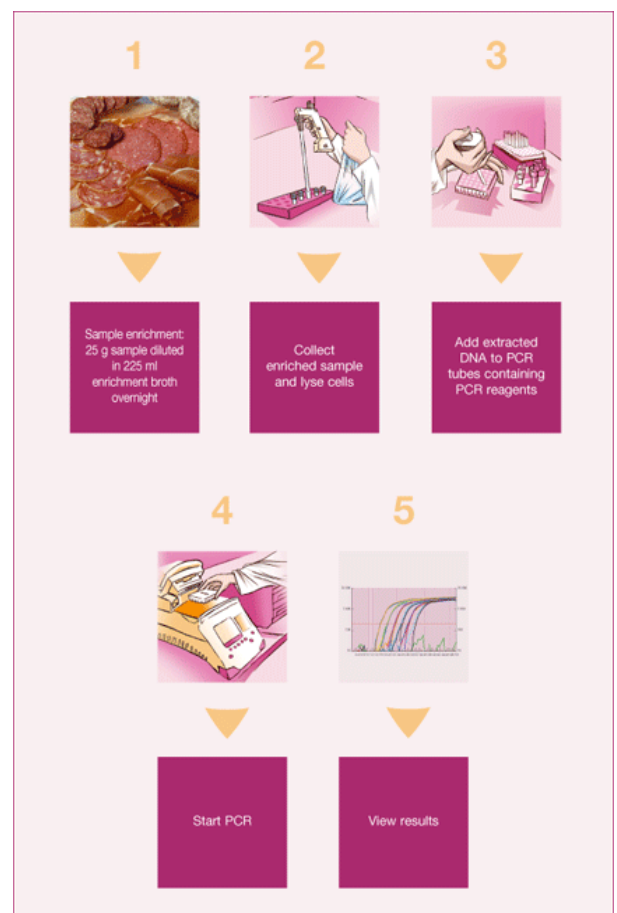 1
2
3
Sample enrichment:
25 g sample diluted
in 225 ml
enrichment broth
overnight
Collect
enriched sample
and lyse cells
Add extracted
DNA to PCR
tubes containing
PCR reagents
4
5
Start PCR
View results